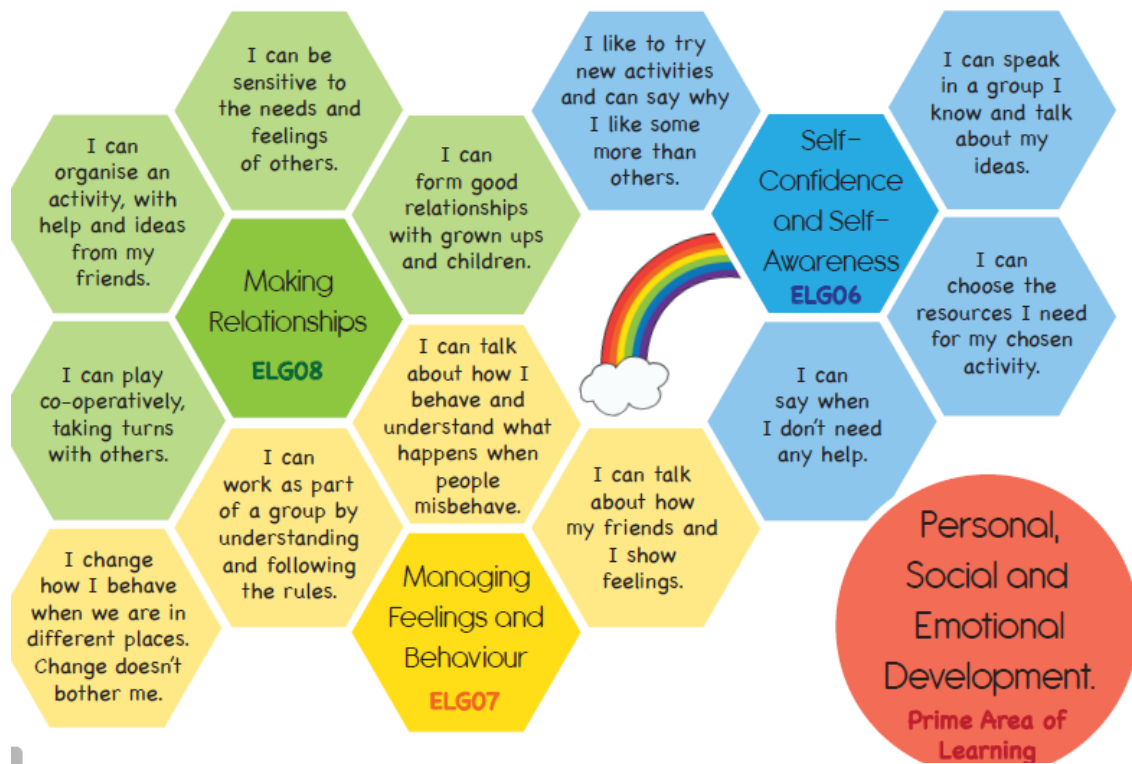 I can be
sensitive to
the needs and
feelings
of others.
I can
organise an
activity, with
help and ideas
from my
friends.
I can
form good
relationships
with grown ups
and children.
Making
Relationships
ELG08
I can play
co-operatively,
taking turns
with others.
I like to try
new activities
and can say why
I like some
more than
others.
Self-
Confidence
and Self-
Awareness
ELG06
I can speak
in a group I
know and talk
about my
ideas.
I can
choose the
resources I need
for my chosen
activity.
I can
say when
I don't need
any help.
I can talk
about how I
behave and
understand what
happens when
people
misbehave.
I can
work as part
of a group by
understanding
and following
the rules.
I can talk
about how
my friends and
I show
feelings.
I change
how I behave
when we are in
different places.
Change doesn't
bother me.
Managing
Feelings and
Behaviour
ELG07
Personal,
Social and
Emotional
Development.
Prime Area of
Learning